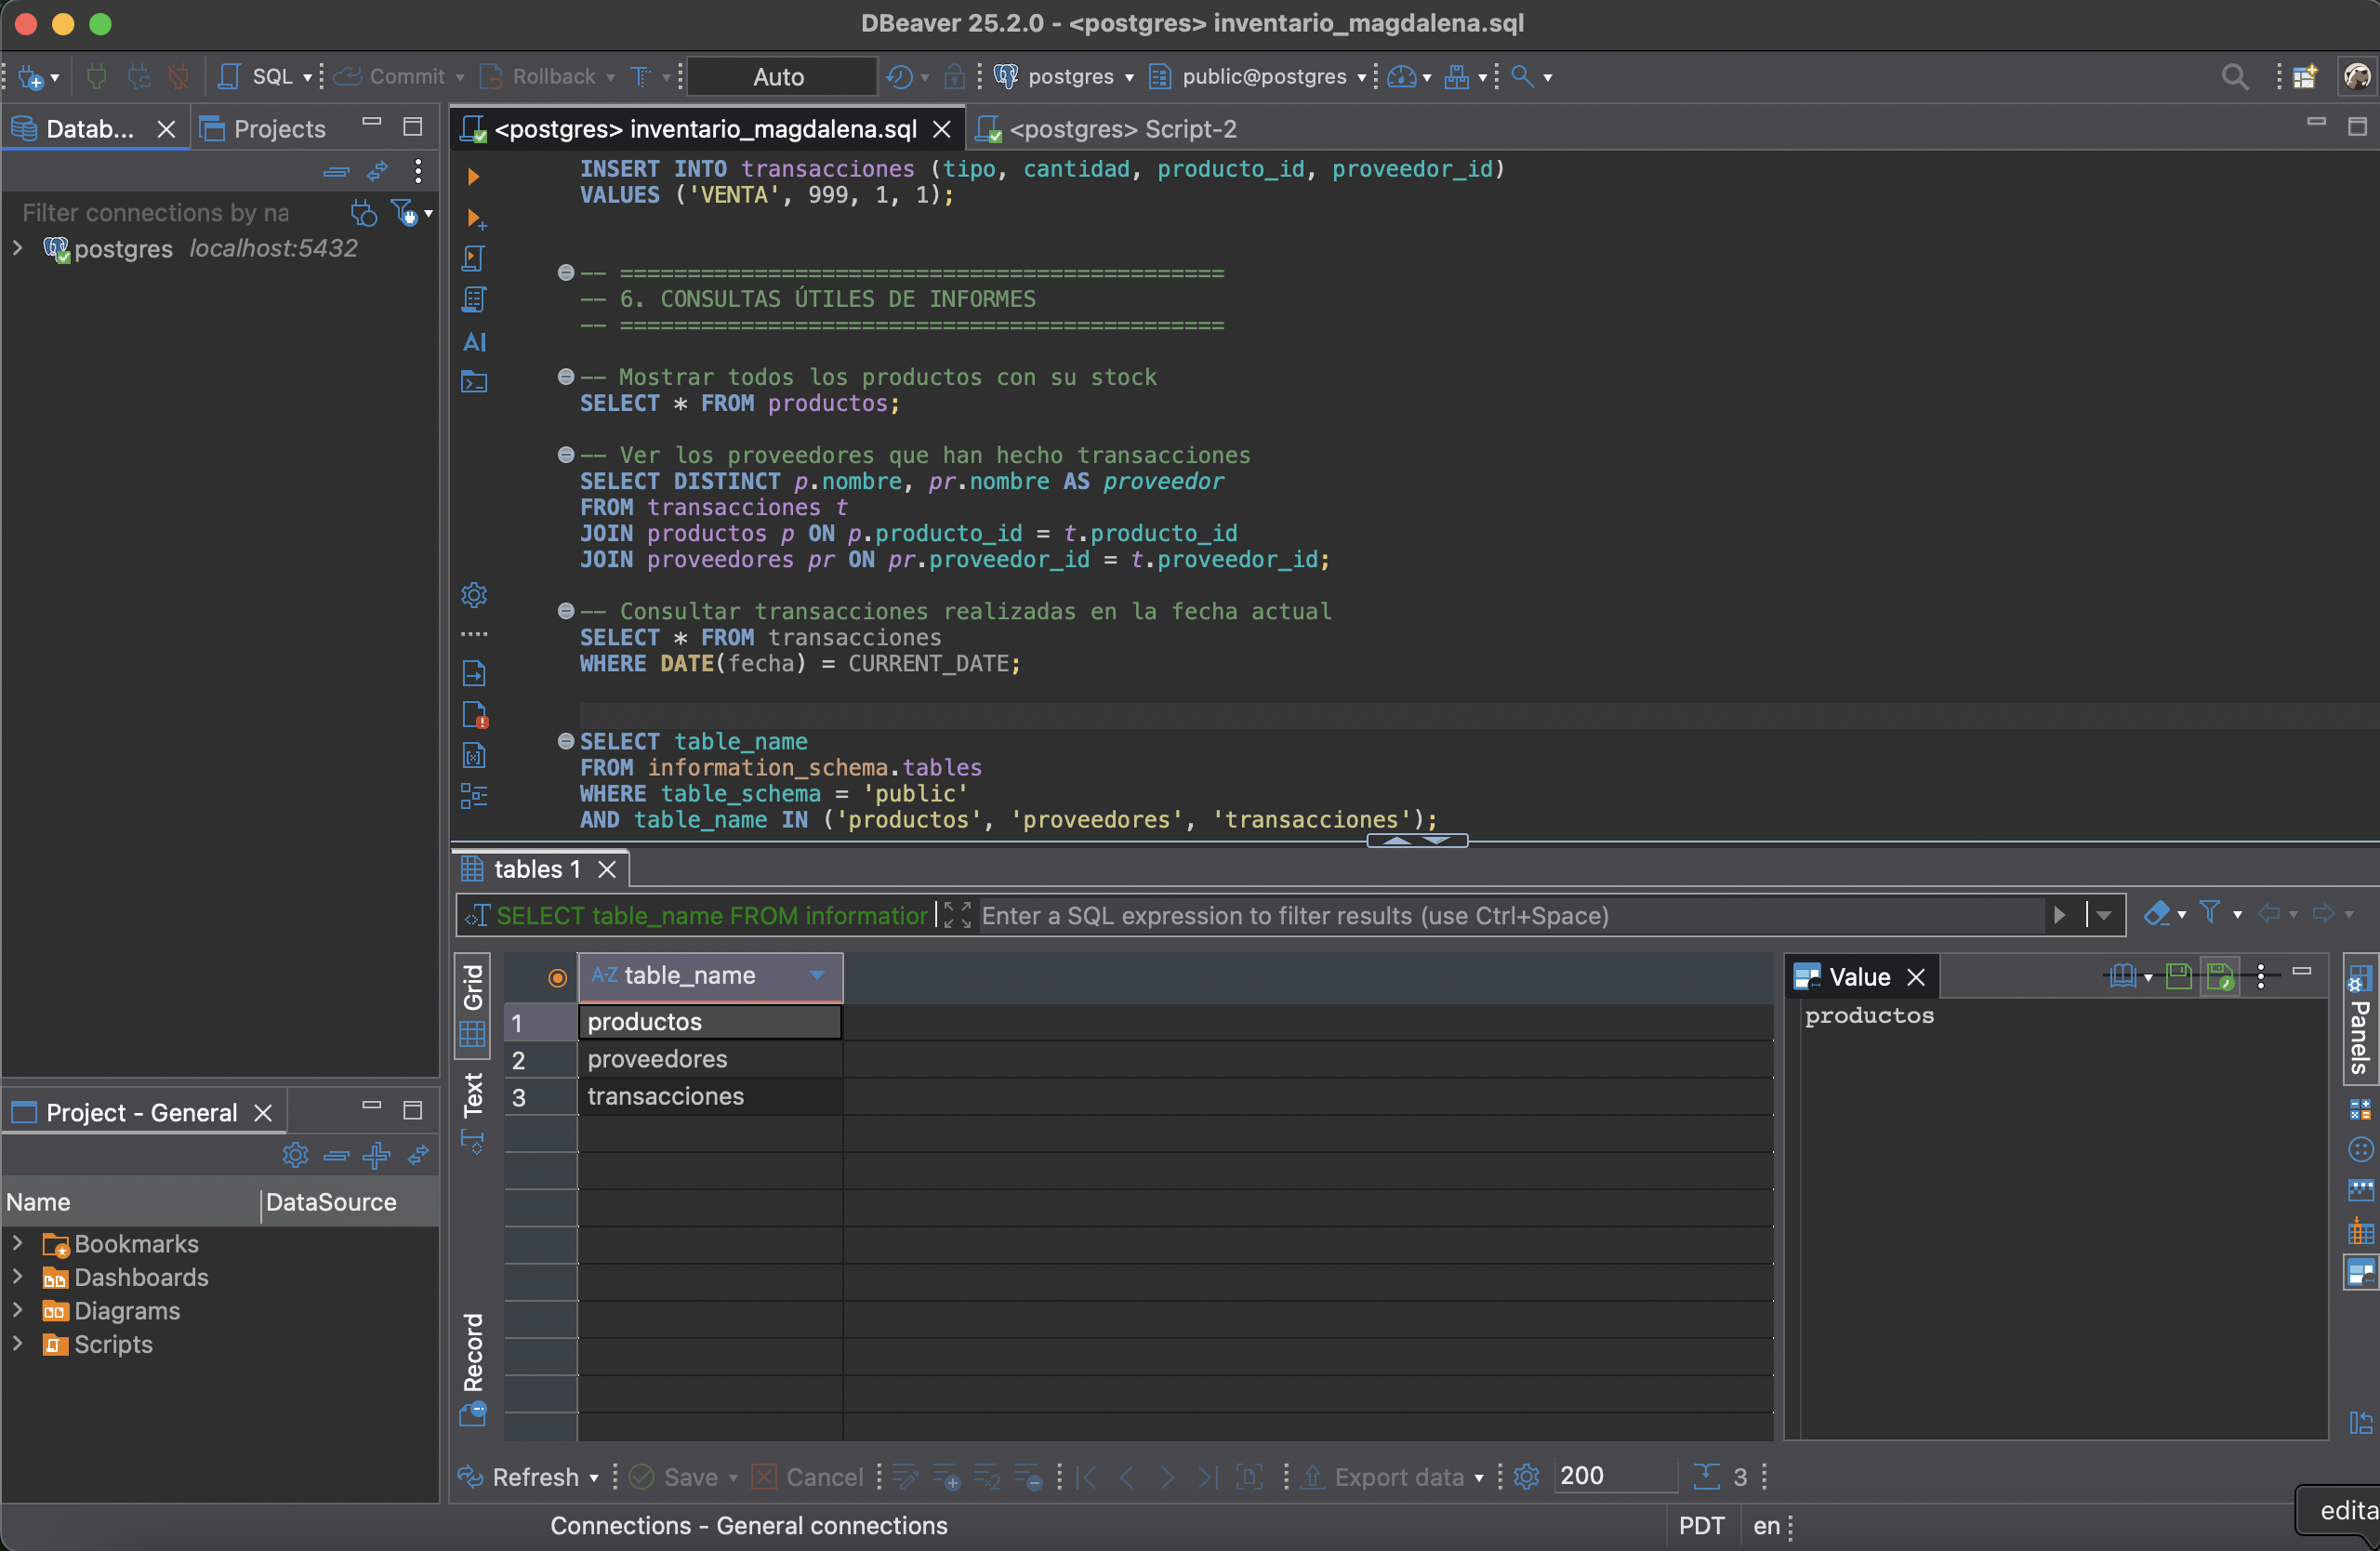 DBeaver 25.2.0 - <postgres> inventario_magdalena.sql
SQL Commit Rollback Auto postgres public@postgres
Datab... Projects
Filter connections by na
postgres localhost:5432
<postgres> inventario_magdalena.sql <postgres> Script-2
AI
INSERT INTO transacciones (tipo, cantidad, producto_id, proveedor_id)
VALUES ('VENTA', 999, 1, 1);
-- =============================================
-- 6. CONSULTAS ÚTILES DE INFORMES
-- =============================================
-- Mostrar todos los productos con su stock
SELECT * FROM productos;
-- Ver los proveedores que han hecho transacciones
SELECT DISTINCT p.nombre, pr.nombre AS proveedor
FROM transacciones t
JOIN productos p ON p.producto_id = t.producto_id
JOIN proveedores pr ON pr.proveedor_id = t.proveedor_id;
-- Consultar transacciones realizadas en la fecha actual
SELECT * FROM transacciones
WHERE DATE(fecha) = CURRENT_DATE;
SELECT table_name
FROM information_schema.tables
WHERE table_schema = 'public'
AND table_name IN ('productos', 'proveedores', 'transacciones');
tables 1
SELECT table_name FROM informatior Enter a SQL expression to filter results (use Ctrl+Space)
Grid
Text
Record
A-Z table_name
1 productos
2 proveedores
3 transacciones
Value
productos
Panels
Project - General
Name DataSource
Bookmarks
Dashboards
Diagrams
Scripts
Refresh Save Cancel Export data 200 3
Connections - General connections PDT en
edita